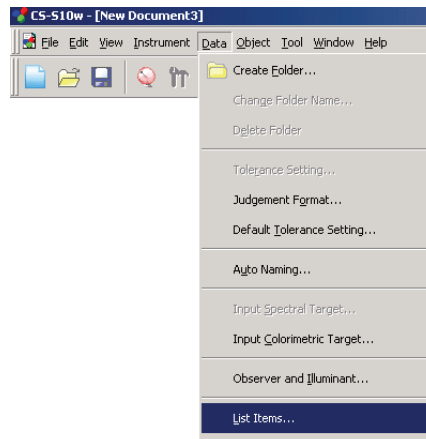 CS-S10w - [New Document3]
File Edit View Instrument Data Object Tool Window Help
Create Folder...
Change Folder Name...
Delete Folder
Tolerance Setting...
Judgement Format...
Default Tolerance Setting...
Auto Naming...
Input Spectral Target...
Input Colorimetric Target...
Observer and Illuminant...
List Items...